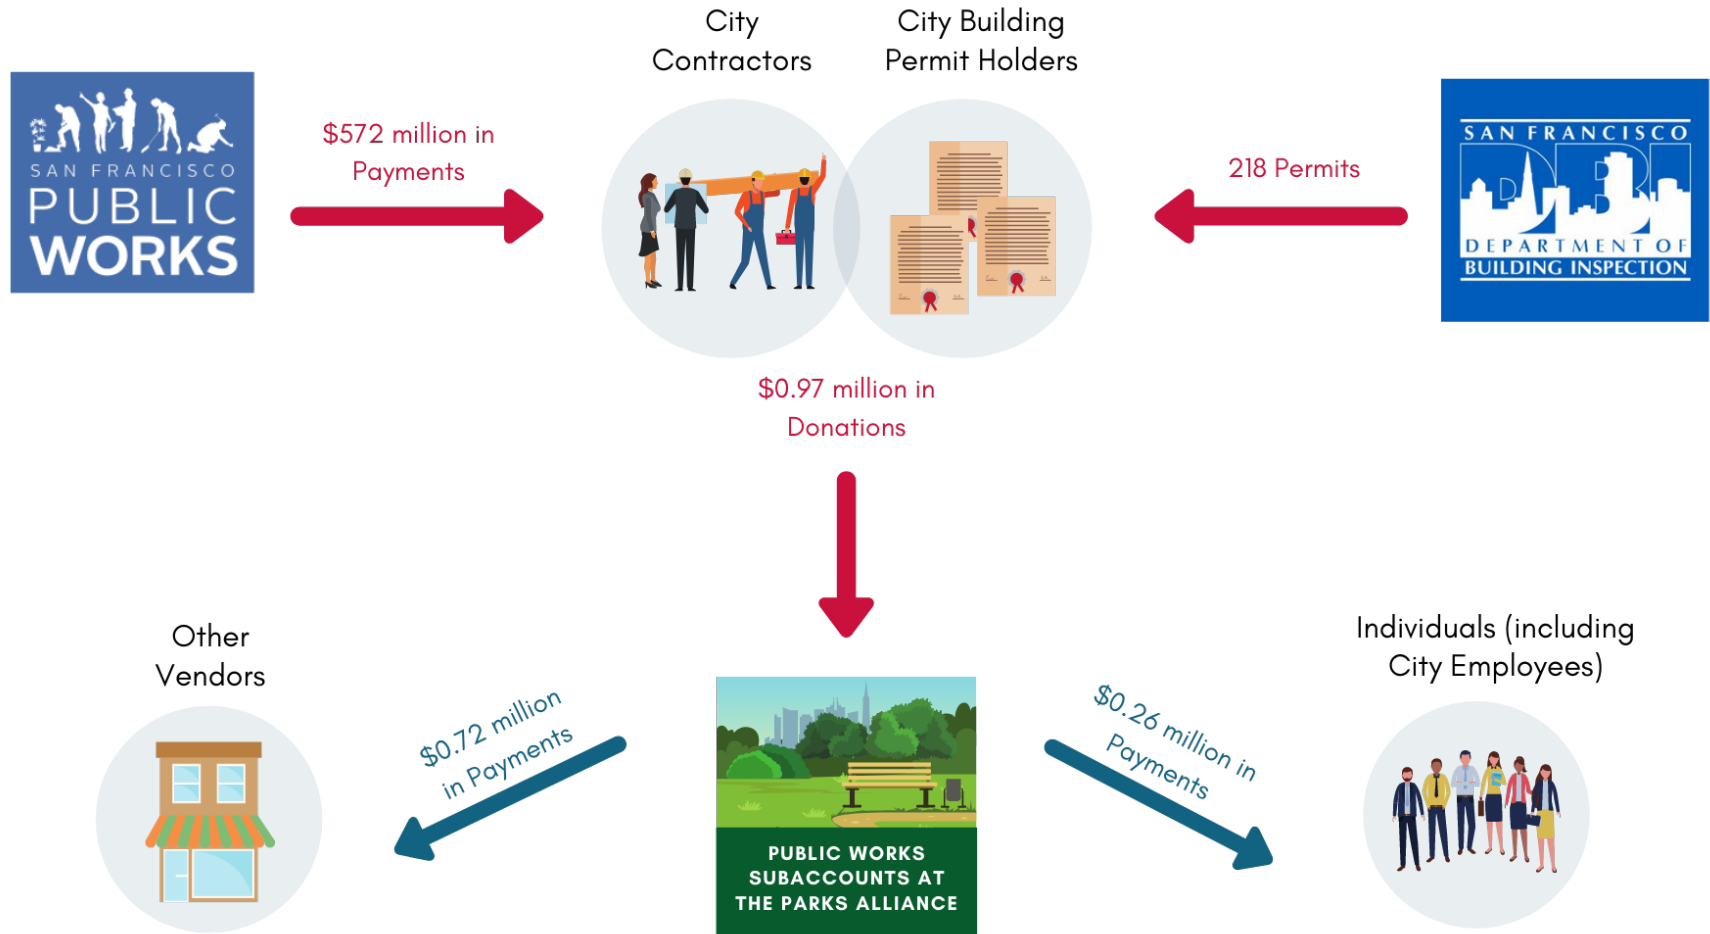 City
Contractors
City Building
Permit Holders
SAN FRANCISCO
PUBLIC
WORKS
$572 million in
Payments
218 Permits
SAN FRANCISCO
DBI
DEPARTMENT OF
BUILDING INSPECTION
$0.97 million in
Donations
Other
Vendors
$0.72 million
in Payments
PUBLIC WORKS
SUBACCOUNTS AT
THE PARKS ALLIANCE
$0.26 million in
Payments
Individuals (including
City Employees)